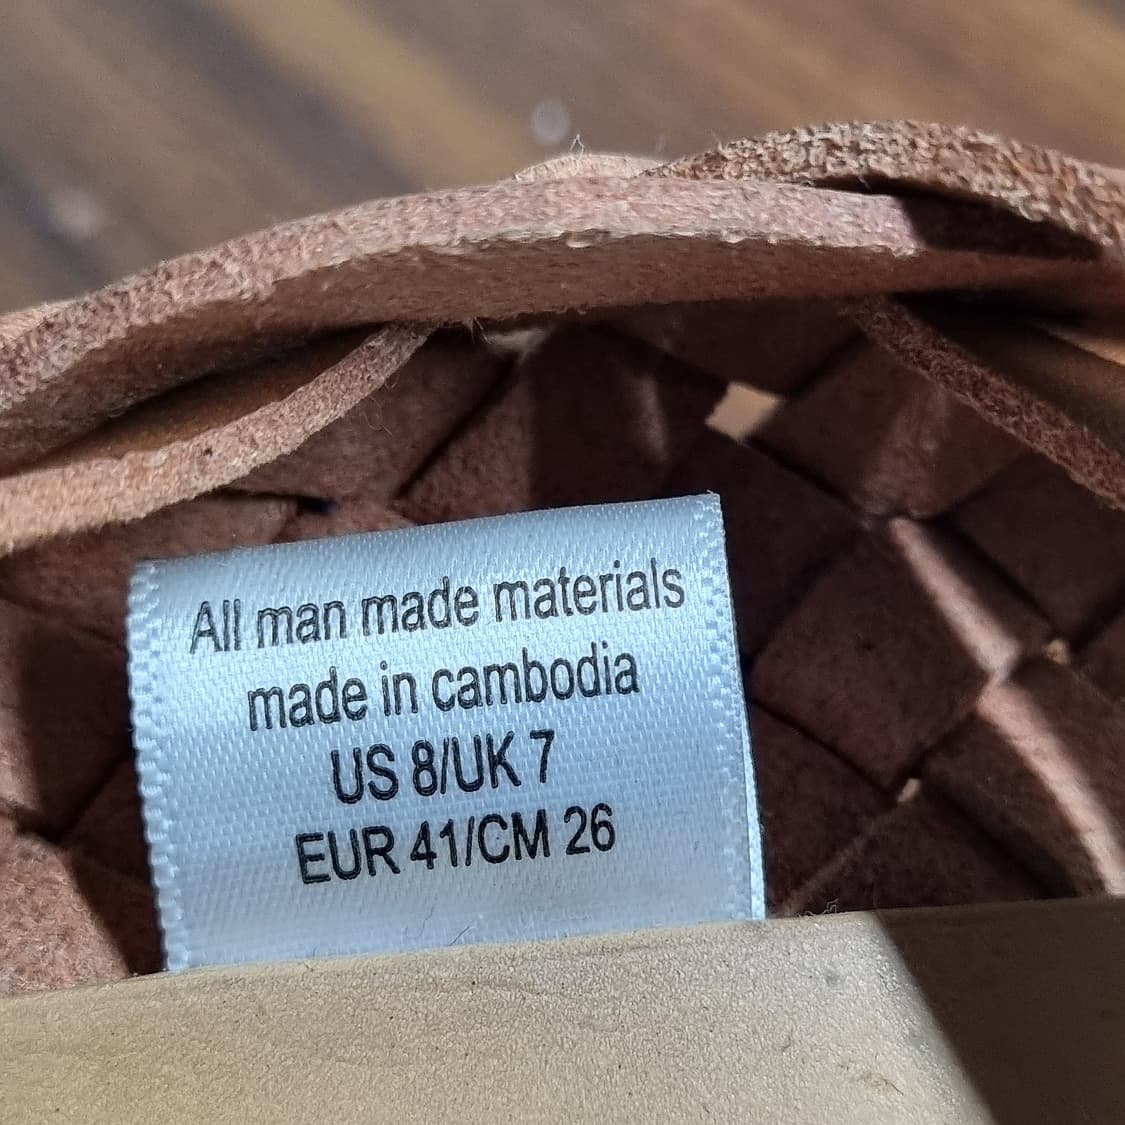 All man made materials
made in cambodia
US 8/UK 7
EUR 41/CM 26